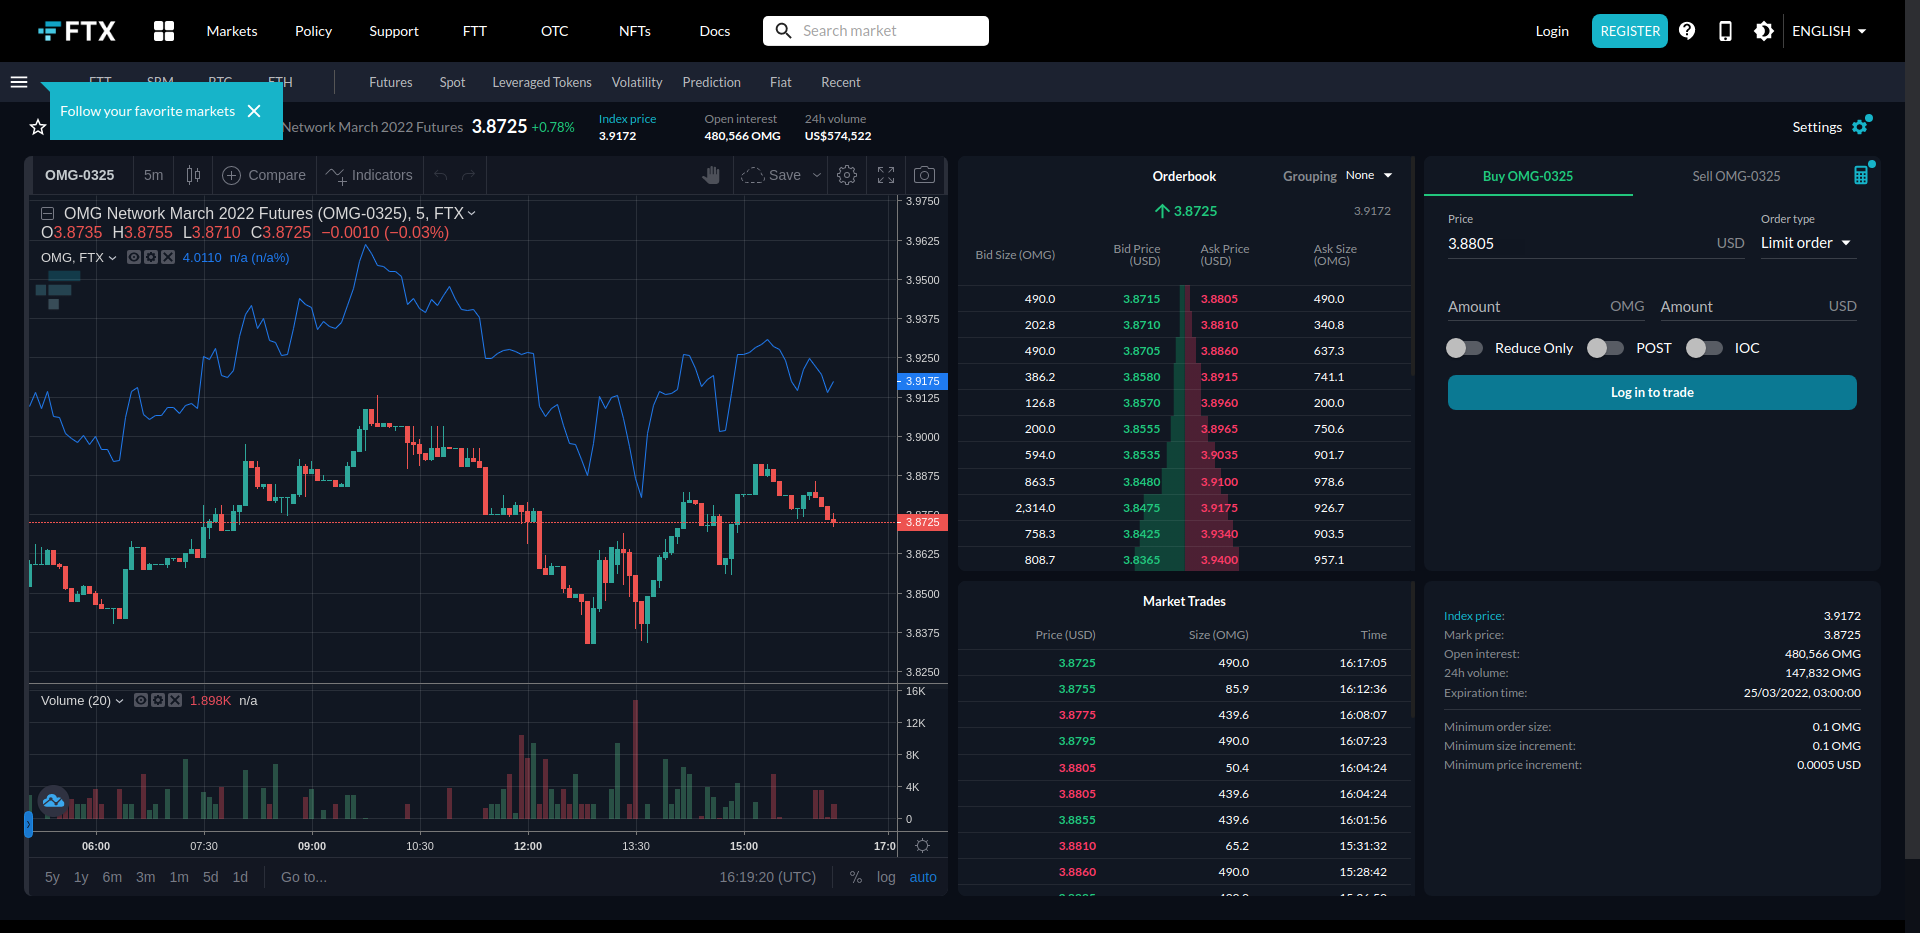 FTX Markets Policy Support FTT OTC NFTs Docs Search market Login REGISTER ENGLISH
FTT SRM BTC ETH Futures Spot Leveraged Tokens Volatility Prediction Fiat Recent
Follow your favorite markets
Network March 2022 Futures 3.8725 +0.78%
Index price
3.9172
Open interest
480,566 OMG
24h volume
US$574,522
Settings
OMG-0325 5m Compare Indicators Save
OMG Network March 2022 Futures (OMG-0325), 5, FTX
O3.8735 H3.8755 L3.8710 C3.8725 −0.0010 (−0.03%)
OMG, FTX 4.0110 n/a (n/a%)
3.9750
3.9625
3.9500
3.9375
3.9250
3.9175
3.9125
3.9000
3.8875
3.8750
3.8725
3.8625
3.8500
3.8375
3.8250
Volume (20) 1.898K n/a
16K
12K
8K
4K
0
06:00 07:30 09:00 10:30 12:00 13:30 15:00 17:0
5y 1y 6m 3m 1m 5d 1d Go to... 16:19:20 (UTC) % log auto
Orderbook Grouping None
3.8725 3.9172
Bid Size (OMG) Bid Price (USD) Ask Price (USD) Ask Size (OMG)
490.0 3.8715 3.8805 490.0
202.8 3.8710 3.8810 340.8
490.0 3.8705 3.8860 637.3
386.2 3.8580 3.8915 741.1
126.8 3.8570 3.8960 200.0
200.0 3.8555 3.8965 750.6
594.0 3.8535 3.9035 901.7
863.5 3.8480 3.9100 978.6
2,314.0 3.8475 3.9175 926.7
758.3 3.8425 3.9340 903.5
808.7 3.8365 3.9400 957.1
Market Trades
Price (USD) Size (OMG) Time
3.8725 490.0 16:17:05
3.8755 85.9 16:12:36
3.8775 439.6 16:08:07
3.8795 490.0 16:07:23
3.8805 50.4 16:04:24
3.8805 439.6 16:04:24
3.8855 439.6 16:01:56
3.8810 65.2 15:31:32
3.8860 490.0 15:28:42
Buy OMG-0325 Sell OMG-0325
Price Order type
3.8805 USD Limit order
Amount OMG Amount USD
Reduce Only POST IOC
Log in to trade
Index price: 3.9172
Mark price: 3.8725
Open interest: 480,566 OMG
24h volume: 147,832 OMG
Expiration time: 25/03/2022, 03:00:00
Minimum order size: 0.1 OMG
Minimum size increment: 0.1 OMG
Minimum price increment: 0.0005 USD